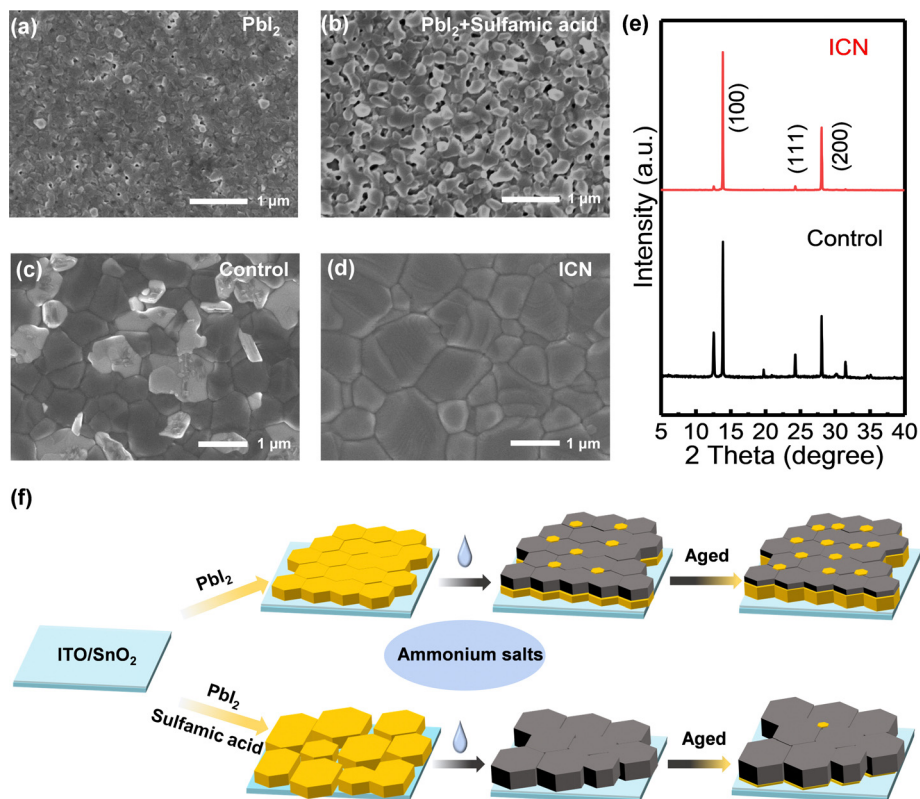 (a)
PbI₂
1 μm
(b)
PbI₂+Sulfamic acid
1 μm
(c)
Control
1 μm
(d)
ICN
1 μm
(e)
Intensity (a.u.)
ICN
(100)
(111)
(200)
Control
5 10 15 20 25 30 35 40
2 Theta (degree)
(f)
ITO/SnO₂
PbI₂
Aged
Ammonium salts
PbI₂
Sulfamic acid
Aged